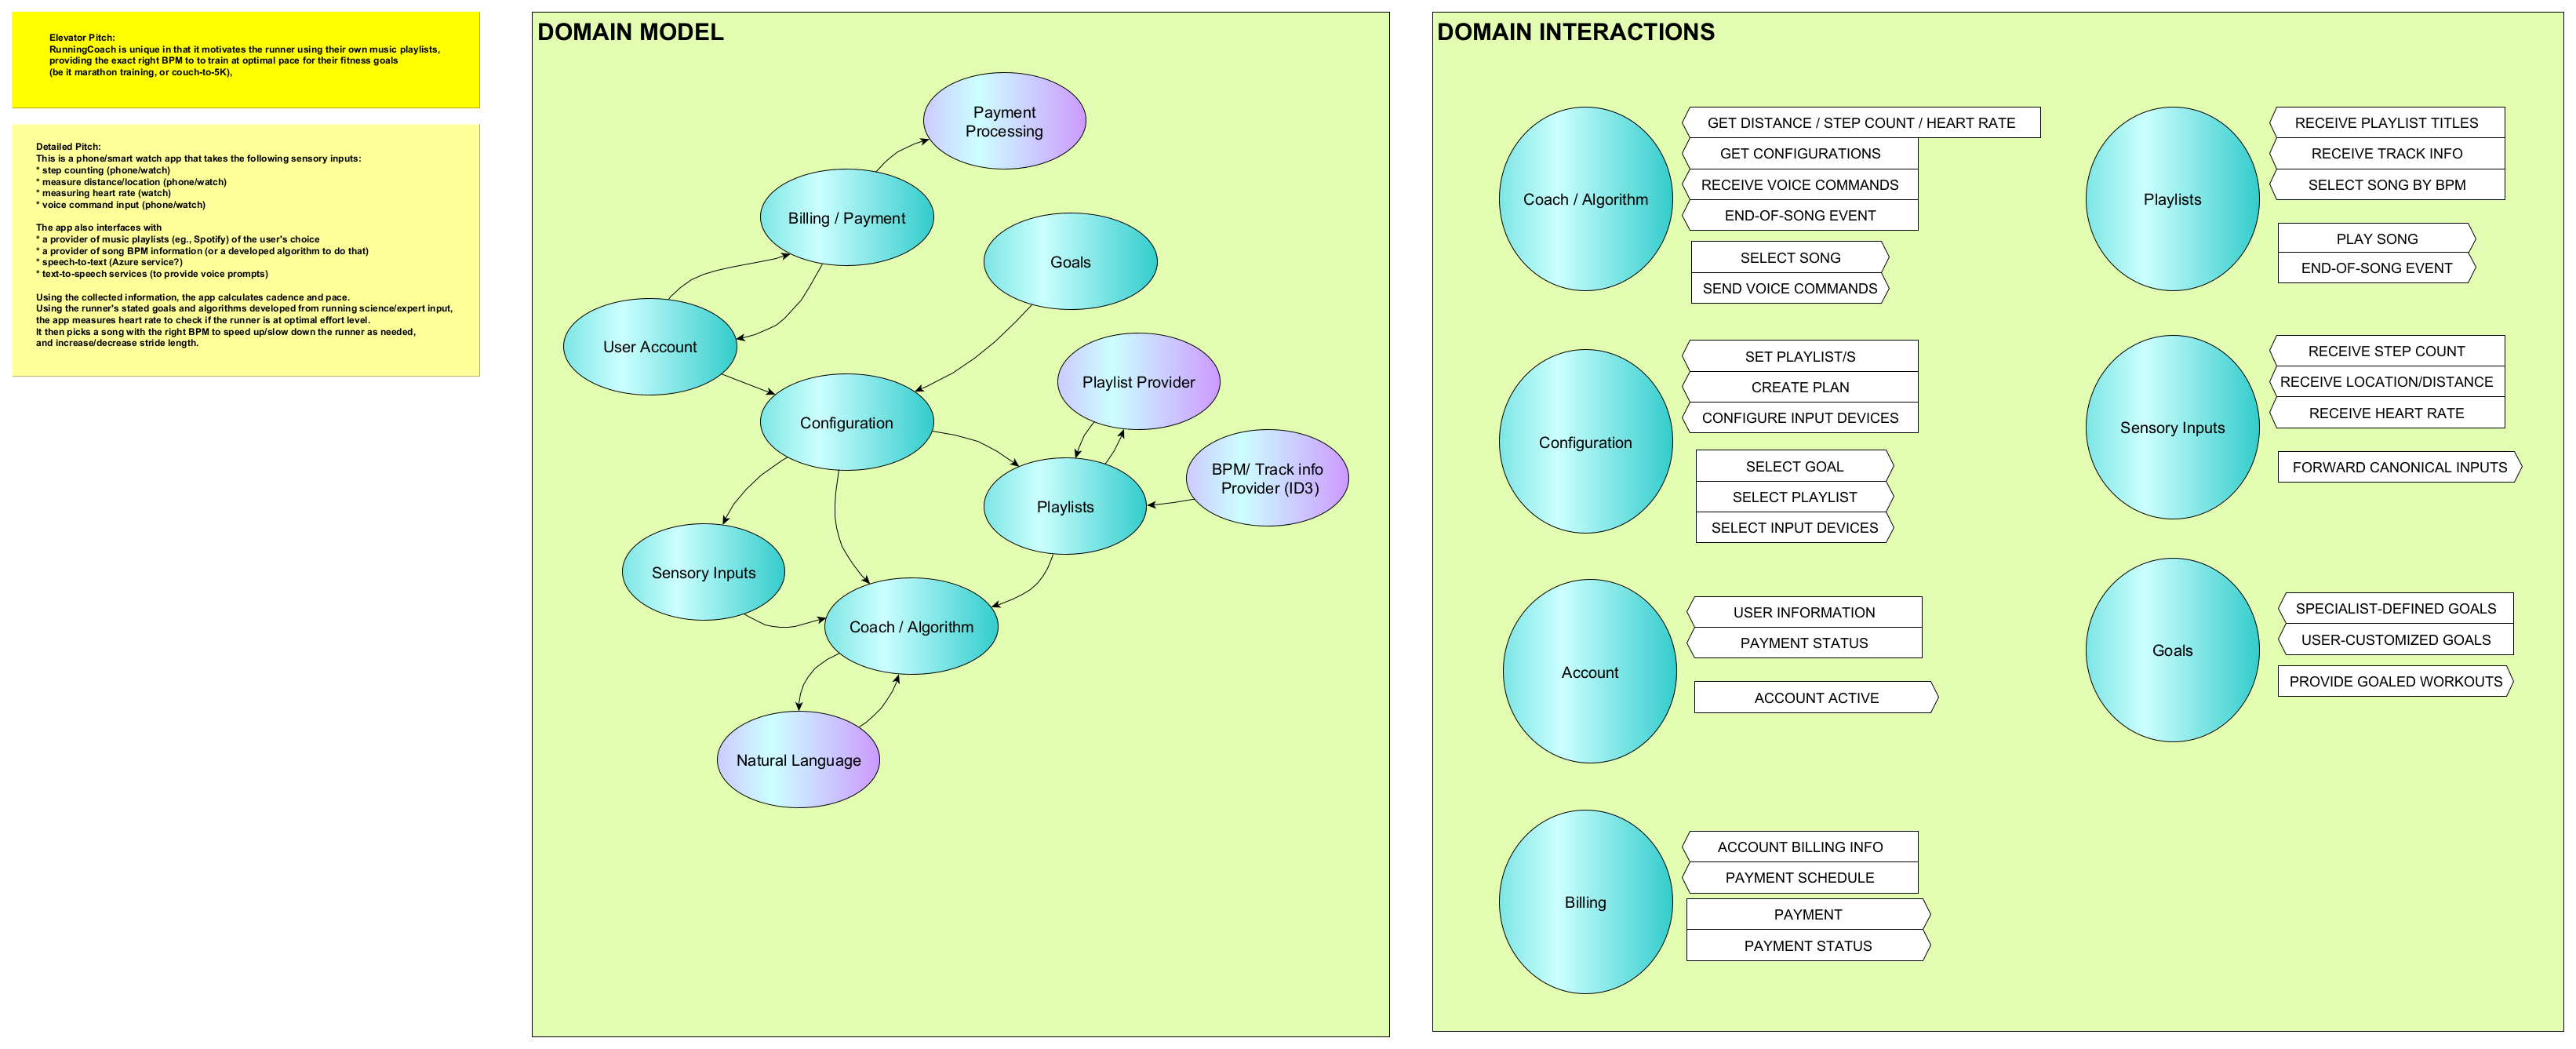 Elevator Pitch:
RunningCoach is unique in that it motivates the runner using their own music playlists,
providing the exact right BPM to to train at optimal pace for their fitness goals
(be it marathon training, or couch-to-5K),
Detailed Pitch:
This is a phone/smart watch app that takes the following sensory inputs:
* step counting (phone/watch)
* measure distance/location (phone/watch)
* measuring heart rate (watch)
* voice command input (phone/watch)
The app also interfaces with
* a provider of music playlists (eg., Spotify) of the user's choice
* a provider of song BPM information (or a developed algorithm to do that)
* speech-to-text (Azure service?)
* text-to-speech services (to provide voice prompts)
Using the collected information, the app calculates cadence and pace.
Using the runner's stated goals and algorithms developed from running science/expert input,
the app measures heart rate to check if the runner is at optimal effort level.
It then picks a song with the right BPM to speed up/slow down the runner as needed,
and increase/decrease stride length.
DOMAIN MODEL
Payment
Processing
Billing / Payment
Goals
User Account
Playlist Provider
Configuration
BPM/ Track info
Provider (ID3)
Playlists
Sensory Inputs
Coach / Algorithm
Natural Language
DOMAIN INTERACTIONS
Coach / Algorithm
GET DISTANCE / STEP COUNT / HEART RATE
GET CONFIGURATIONS
RECEIVE VOICE COMMANDS
END-OF-SONG EVENT
SELECT SONG
SEND VOICE COMMANDS
Configuration
SET PLAYLIST/S
CREATE PLAN
CONFIGURE INPUT DEVICES
SELECT GOAL
SELECT PLAYLIST
SELECT INPUT DEVICES
Account
USER INFORMATION
PAYMENT STATUS
ACCOUNT ACTIVE
Billing
ACCOUNT BILLING INFO
PAYMENT SCHEDULE
PAYMENT
PAYMENT STATUS
Playlists
RECEIVE PLAYLIST TITLES
RECEIVE TRACK INFO
SELECT SONG BY BPM
PLAY SONG
END-OF-SONG EVENT
Sensory Inputs
RECEIVE STEP COUNT
RECEIVE LOCATION/DISTANCE
RECEIVE HEART RATE
FORWARD CANONICAL INPUTS
Goals
SPECIALIST-DEFINED GOALS
USER-CUSTOMIZED GOALS
PROVIDE GOALED WORKOUTS